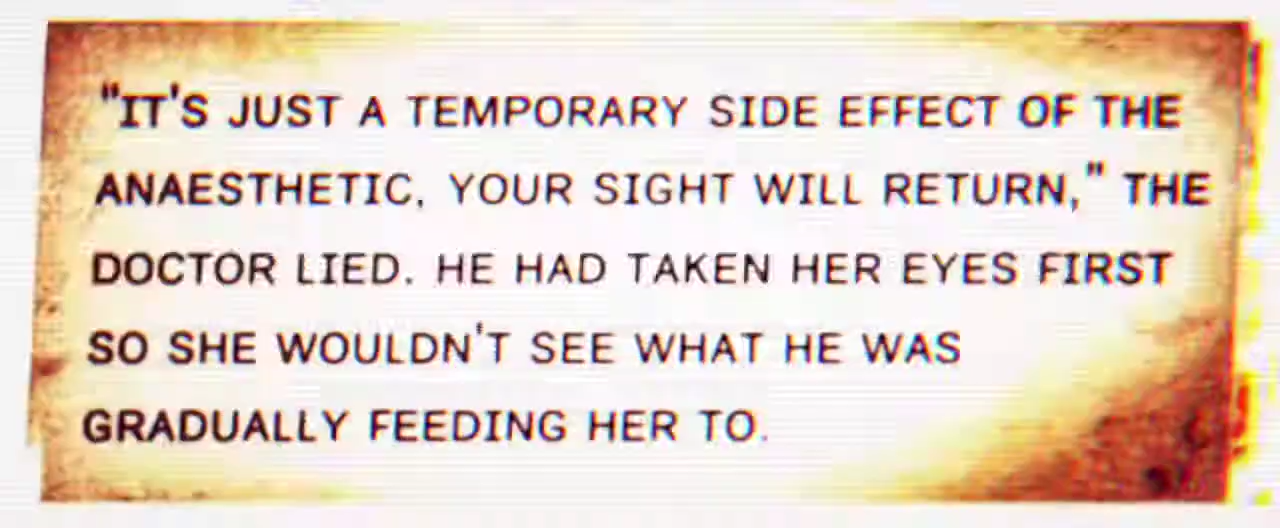 "IT'S JUST A TEMPORARY SIDE EFFECT OF THE
ANAESTHETIC, YOUR SIGHT WILL RETURN," THE
DOCTOR LIED. HE HAD TAKEN HER EYES FIRST
SO SHE WOULDN'T SEE WHAT HE WAS
GRADUALLY FEEDING HER TO.